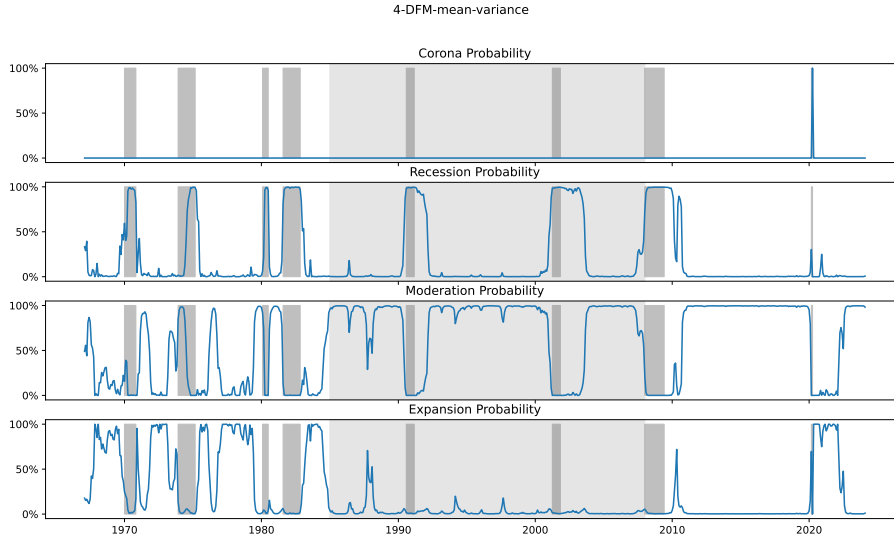 4-DFM-mean-variance
Corona Probability
100%
50%
0%
Recession Probability
100%
50%
0%
Moderation Probability
100%
50%
0%
Expansion Probability
100%
50%
0%
1970 1980 1990 2000 2010 2020